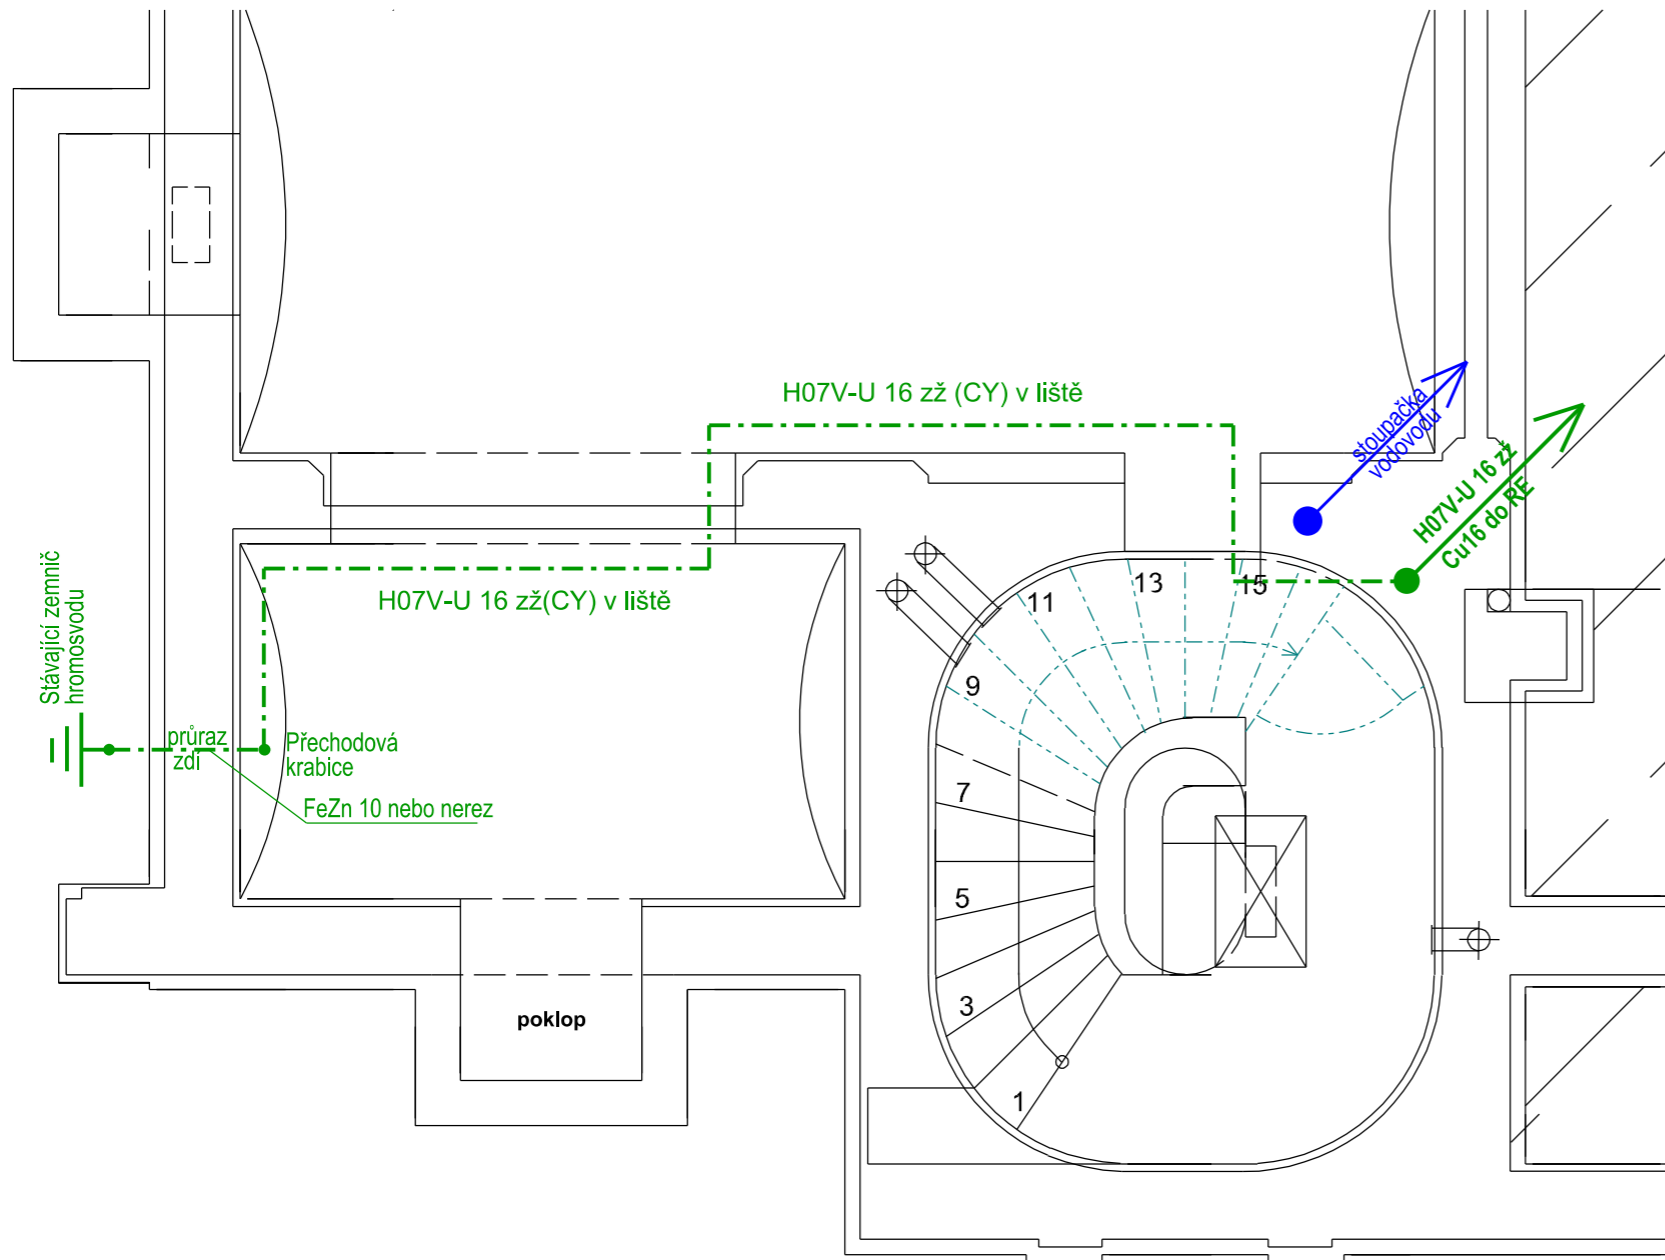 H07V-U 16 zž (CY) v liště
stoupačka
vodovodu
H07V-U 16 zž
Cu16 do RE
Stávající zemnič
hromosvodu
H07V-U 16 zž(CY) v liště
průraz
zdí
Přechodová
krabice
FeZn 10 nebo nerez
15
13
11
9
7
5
3
1
poklop